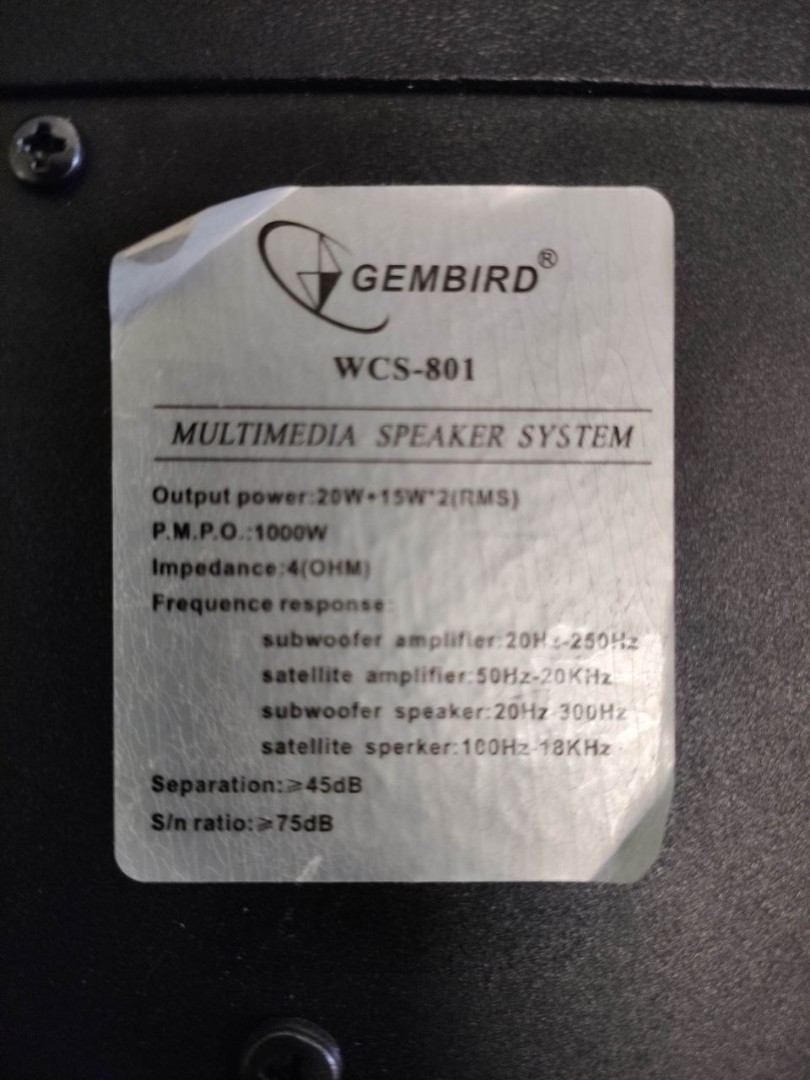 GEMBIRD®
WCS-801
MULTIMEDIA SPEAKER SYSTEM
Output power:20W+15W*2(RMS)
P.M.P.O.:1000W
Impedance:4(OHM)
Frequence response:
subwoofer amplifier:20Hz-250Hz
satellite amplifier:50Hz-20KHz
subwoofer speaker:20Hz-300Hz
satellite sperker:100Hz-18KHz
Separation:≥45dB
S/n ratio:≥75dB